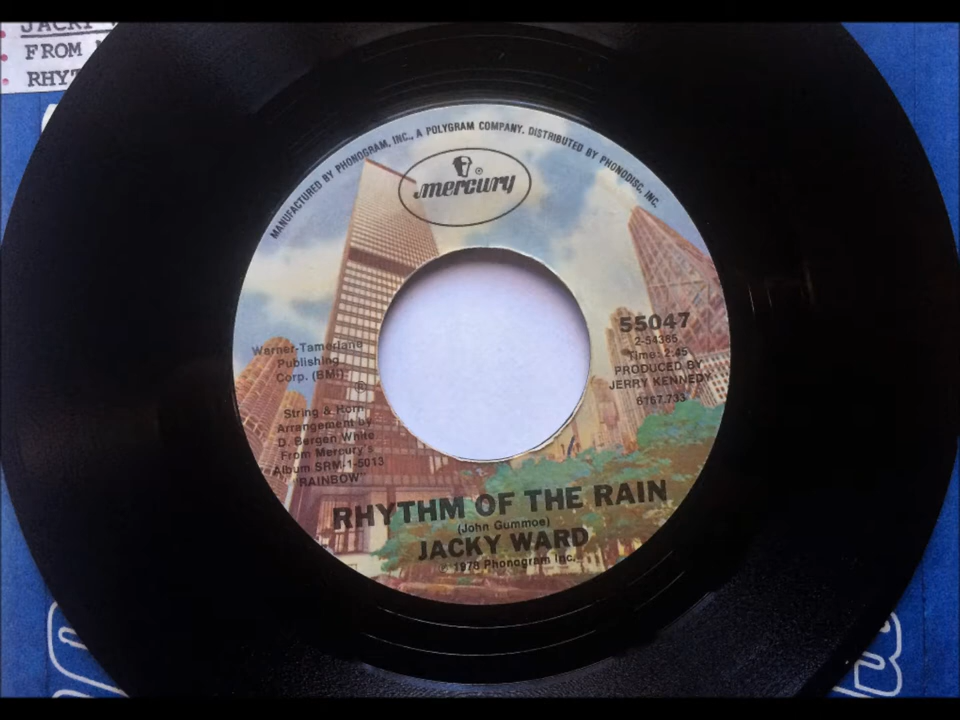 JACKY
FROM
RHYT
MANUFACTURED BY PHONOGRAM, INC., A POLYGRAM COMPANY. DISTRIBUTED BY PHONODISC, INC.
mercury
®
Warner-Tamerlane
Publishing
Corp. (BMI)
℗
String & Horn
Arrangement by
D. Bergen White
From Mercury's
Album SRM-1-5013
"RAINBOW"
55047
2-54365
Time: 2:45
PRODUCED BY
JERRY KENNEDY
6167.733
RHYTHM OF THE RAIN
(John Gummoe)
JACKY WARD
℗ 1978 Phonogram Inc.